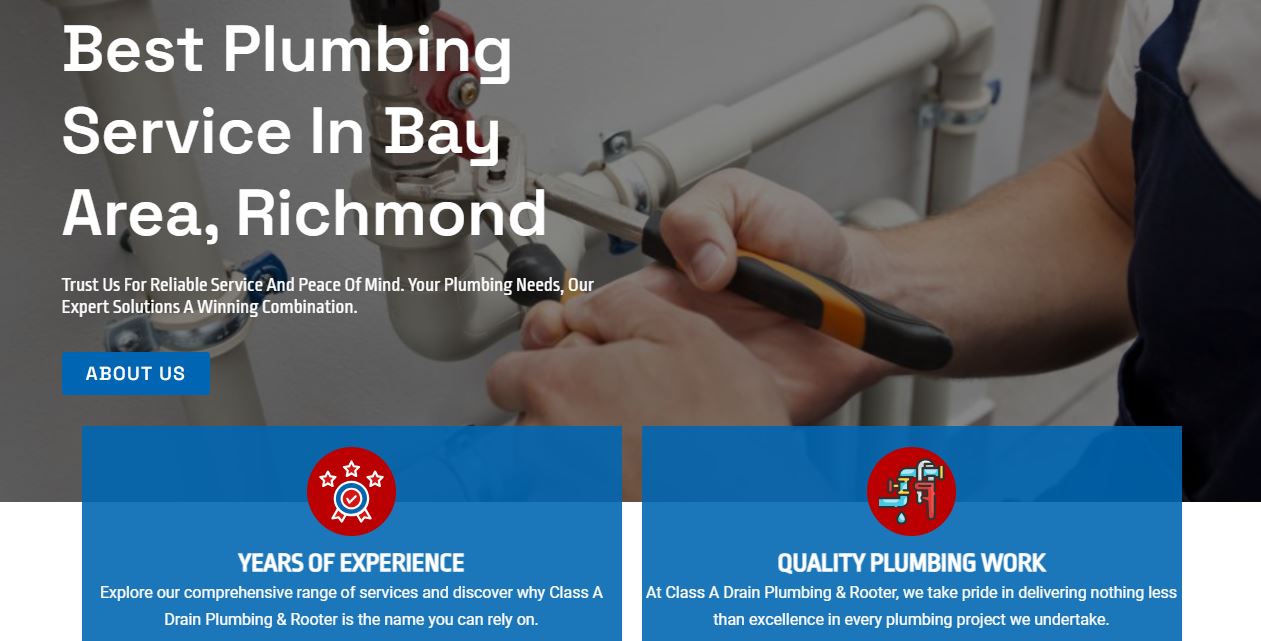 Best Plumbing
Service In Bay
Area, Richmond
Trust Us For Reliable Service And Peace Of Mind. Your Plumbing Needs, Our
Expert Solutions A Winning Combination.
ABOUT US
YEARS OF EXPERIENCE
Explore our comprehensive range of services and discover why Class A
Drain Plumbing & Rooter is the name you can rely on.
QUALITY PLUMBING WORK
At Class A Drain Plumbing & Rooter, we take pride in delivering nothing less
than excellence in every plumbing project we undertake.